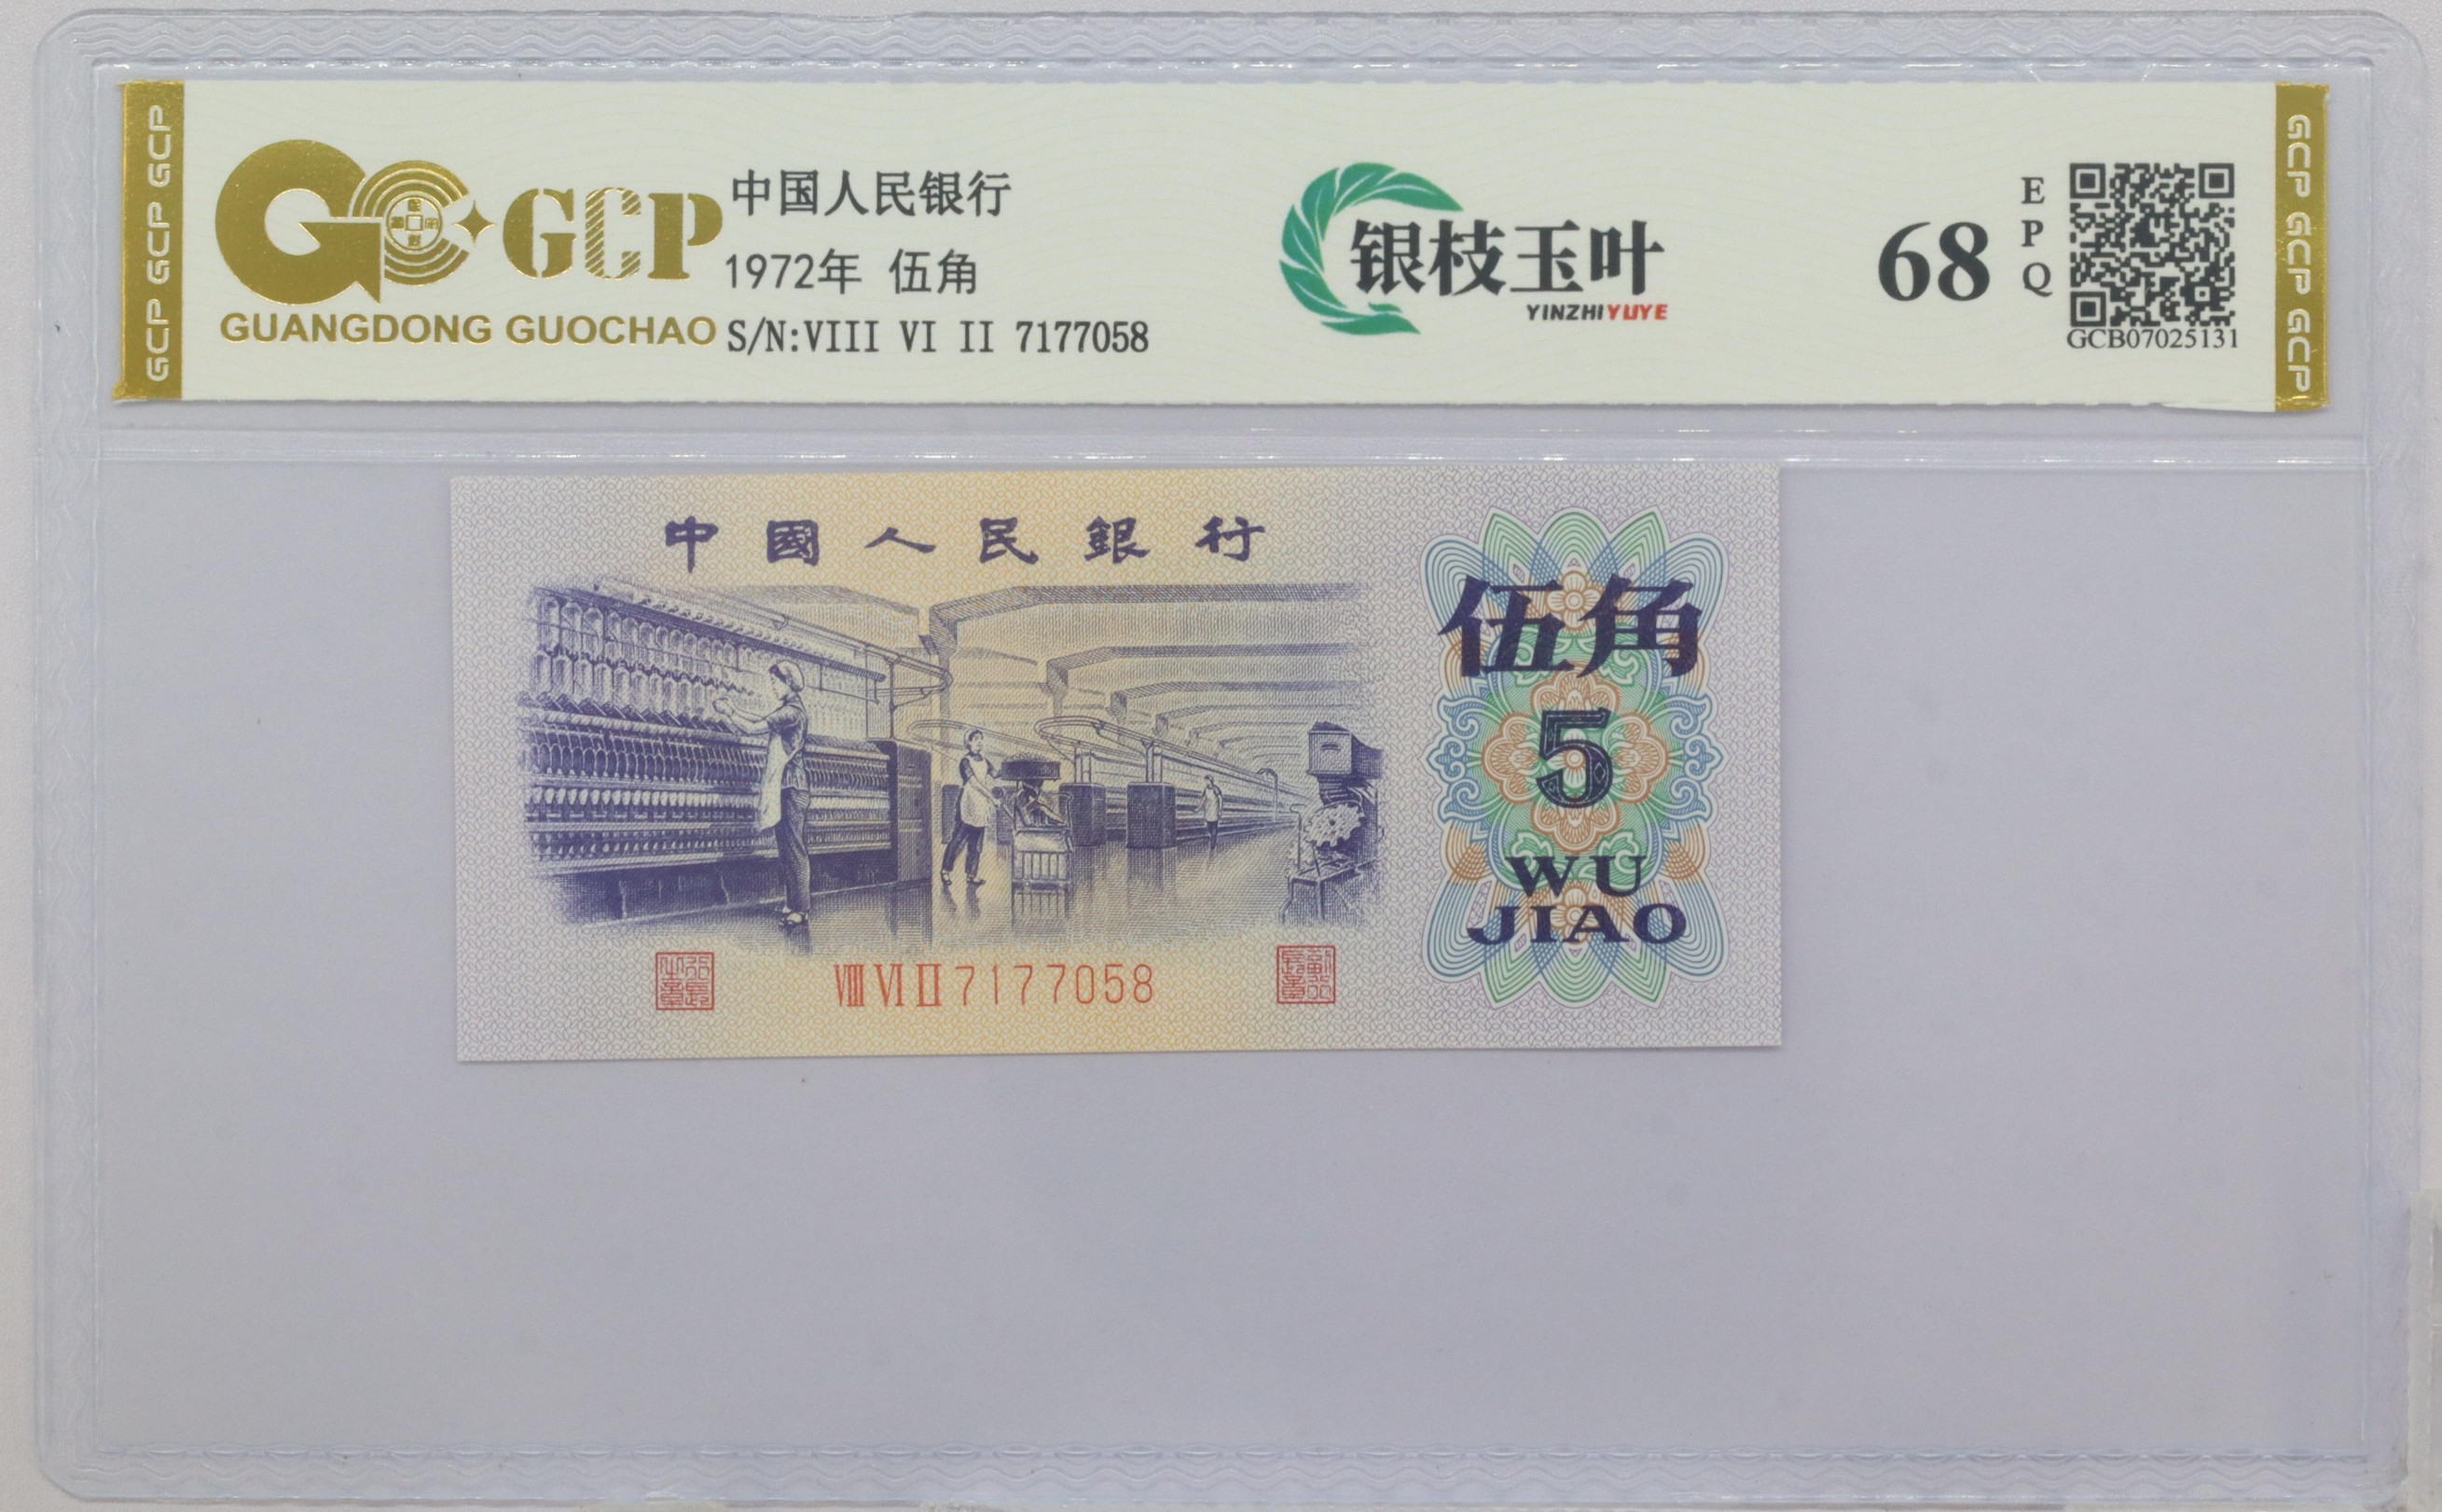 GCP GCP GCP
GCP
GUANGDONG GUOCHAO
中国人民银行
1972年 伍角
S/N:VIII VI II 7177058
银枝玉叶
YINZHIYUYE
68
EPQ
GCB07025131
GCP GCP GCP
中國人民銀行
伍角
5
WU
JIAO
VIII VI II 7177058